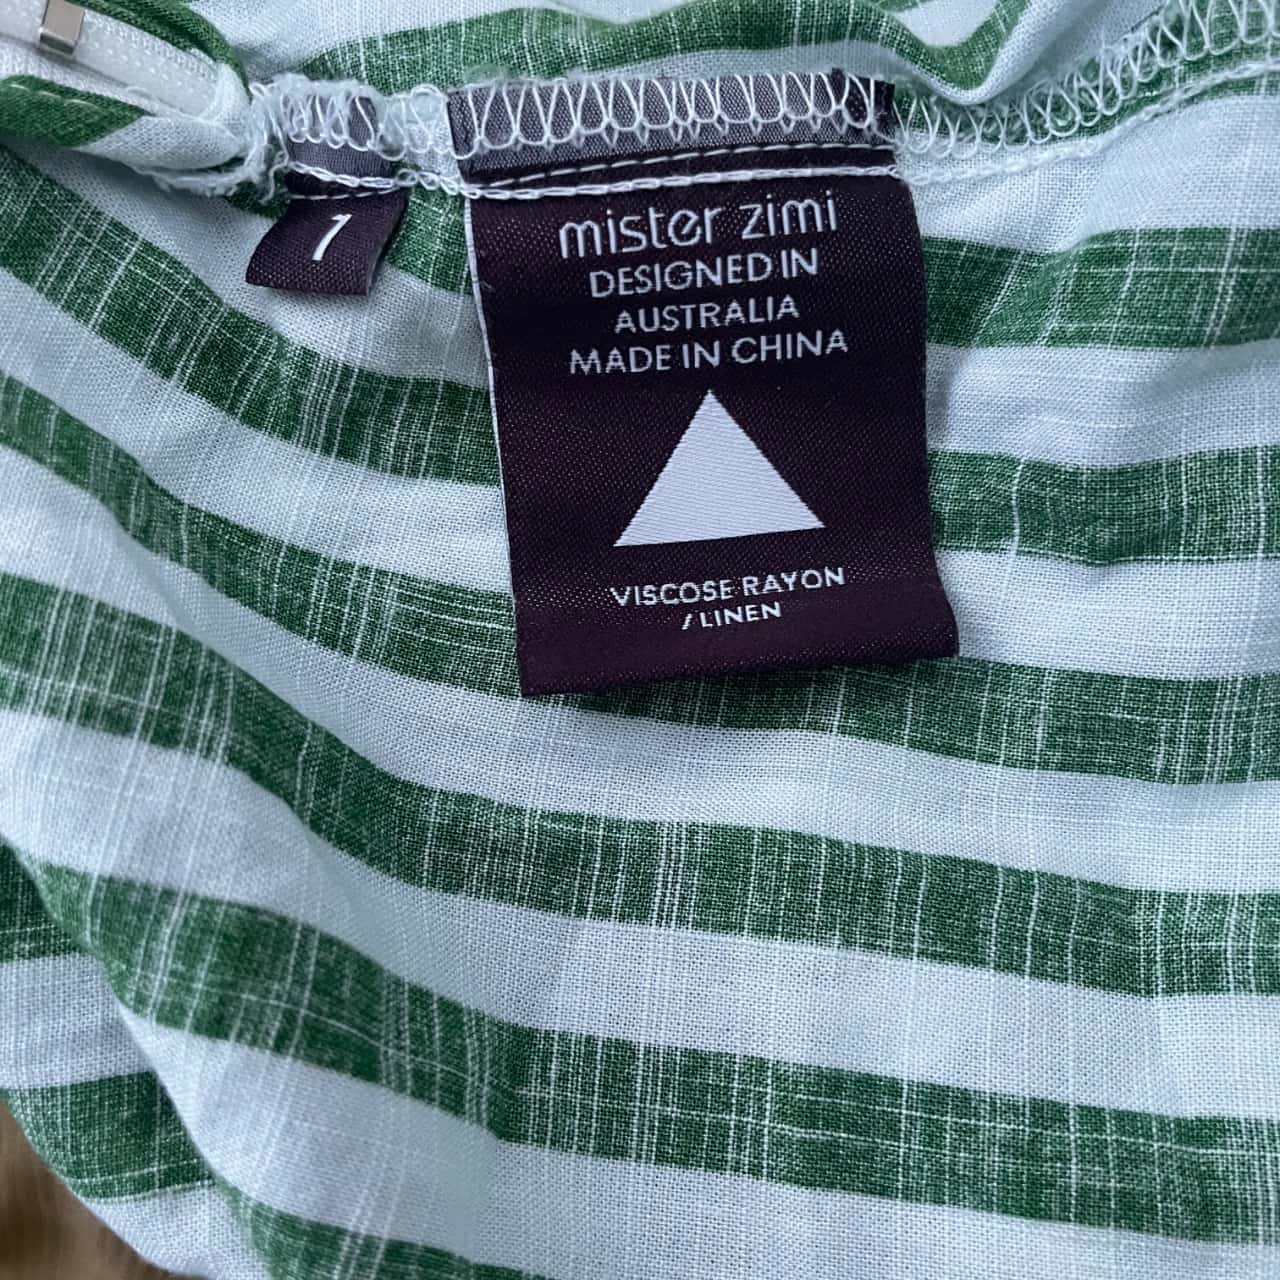 1
mister zimi
DESIGNED IN
AUSTRALIA
MADE IN CHINA
VISCOSE RAYON
/LINEN